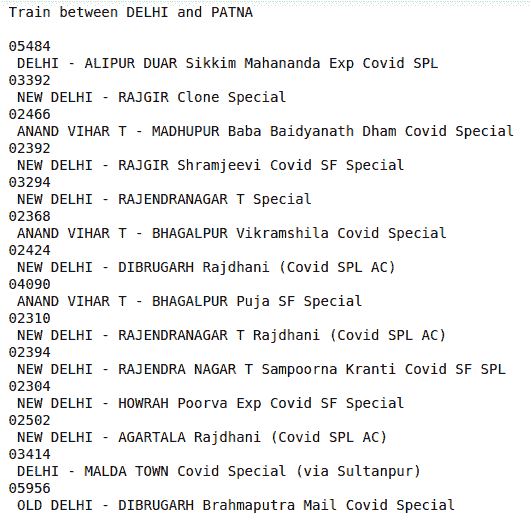 Train between DELHI and PATNA
05484
DELHI - ALIPUR DUAR Sikkim Mahananda Exp Covid SPL
03392
NEW DELHI - RAJGIR Clone Special
02466
ANAND VIHAR T - MADHUPUR Baba Baidyanath Dham Covid Special
02392
NEW DELHI - RAJGIR Shramjeevi Covid SF Special
03294
NEW DELHI - RAJENDRANAGAR T Special
02368
ANAND VIHAR T - BHAGALPUR Vikramshila Covid Special
02424
NEW DELHI - DIBRUGARH Rajdhani (Covid SPL AC)
04090
ANAND VIHAR T - BHAGALPUR Puja SF Special
02310
NEW DELHI - RAJENDRANAGAR T Rajdhani (Covid SPL AC)
02394
NEW DELHI - RAJENDRA NAGAR T Sampoorna Kranti Covid SF SPL
02304
NEW DELHI - HOWRAH Poorva Exp Covid SF Special
02502
NEW DELHI - AGARTALA Rajdhani (Covid SPL AC)
03414
DELHI - MALDA TOWN Covid Special (via Sultanpur)
05956
OLD DELHI - DIBRUGARH Brahmaputra Mail Covid Special